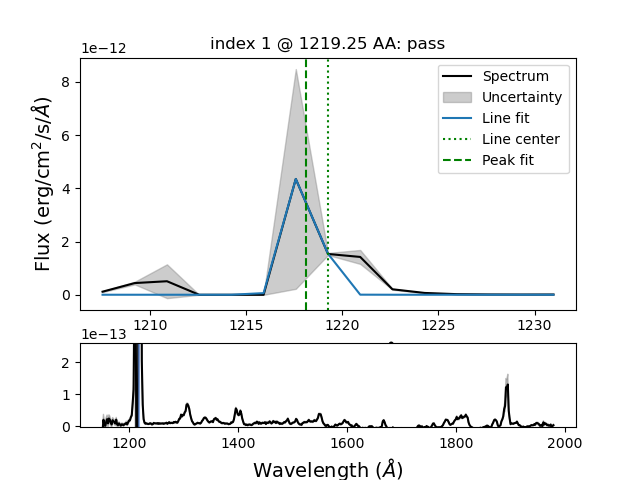 index 1 @ 1219.25 AA: pass
1e−12
8
6
4
2
0
Flux (erg/cm²/s/Å)
Spectrum
Uncertainty
Line fit
Line center
Peak fit
1210 1215 1220 1225 1230
1e−13
2
1
0
1200 1400 1600 1800 2000
Wavelength (Å)